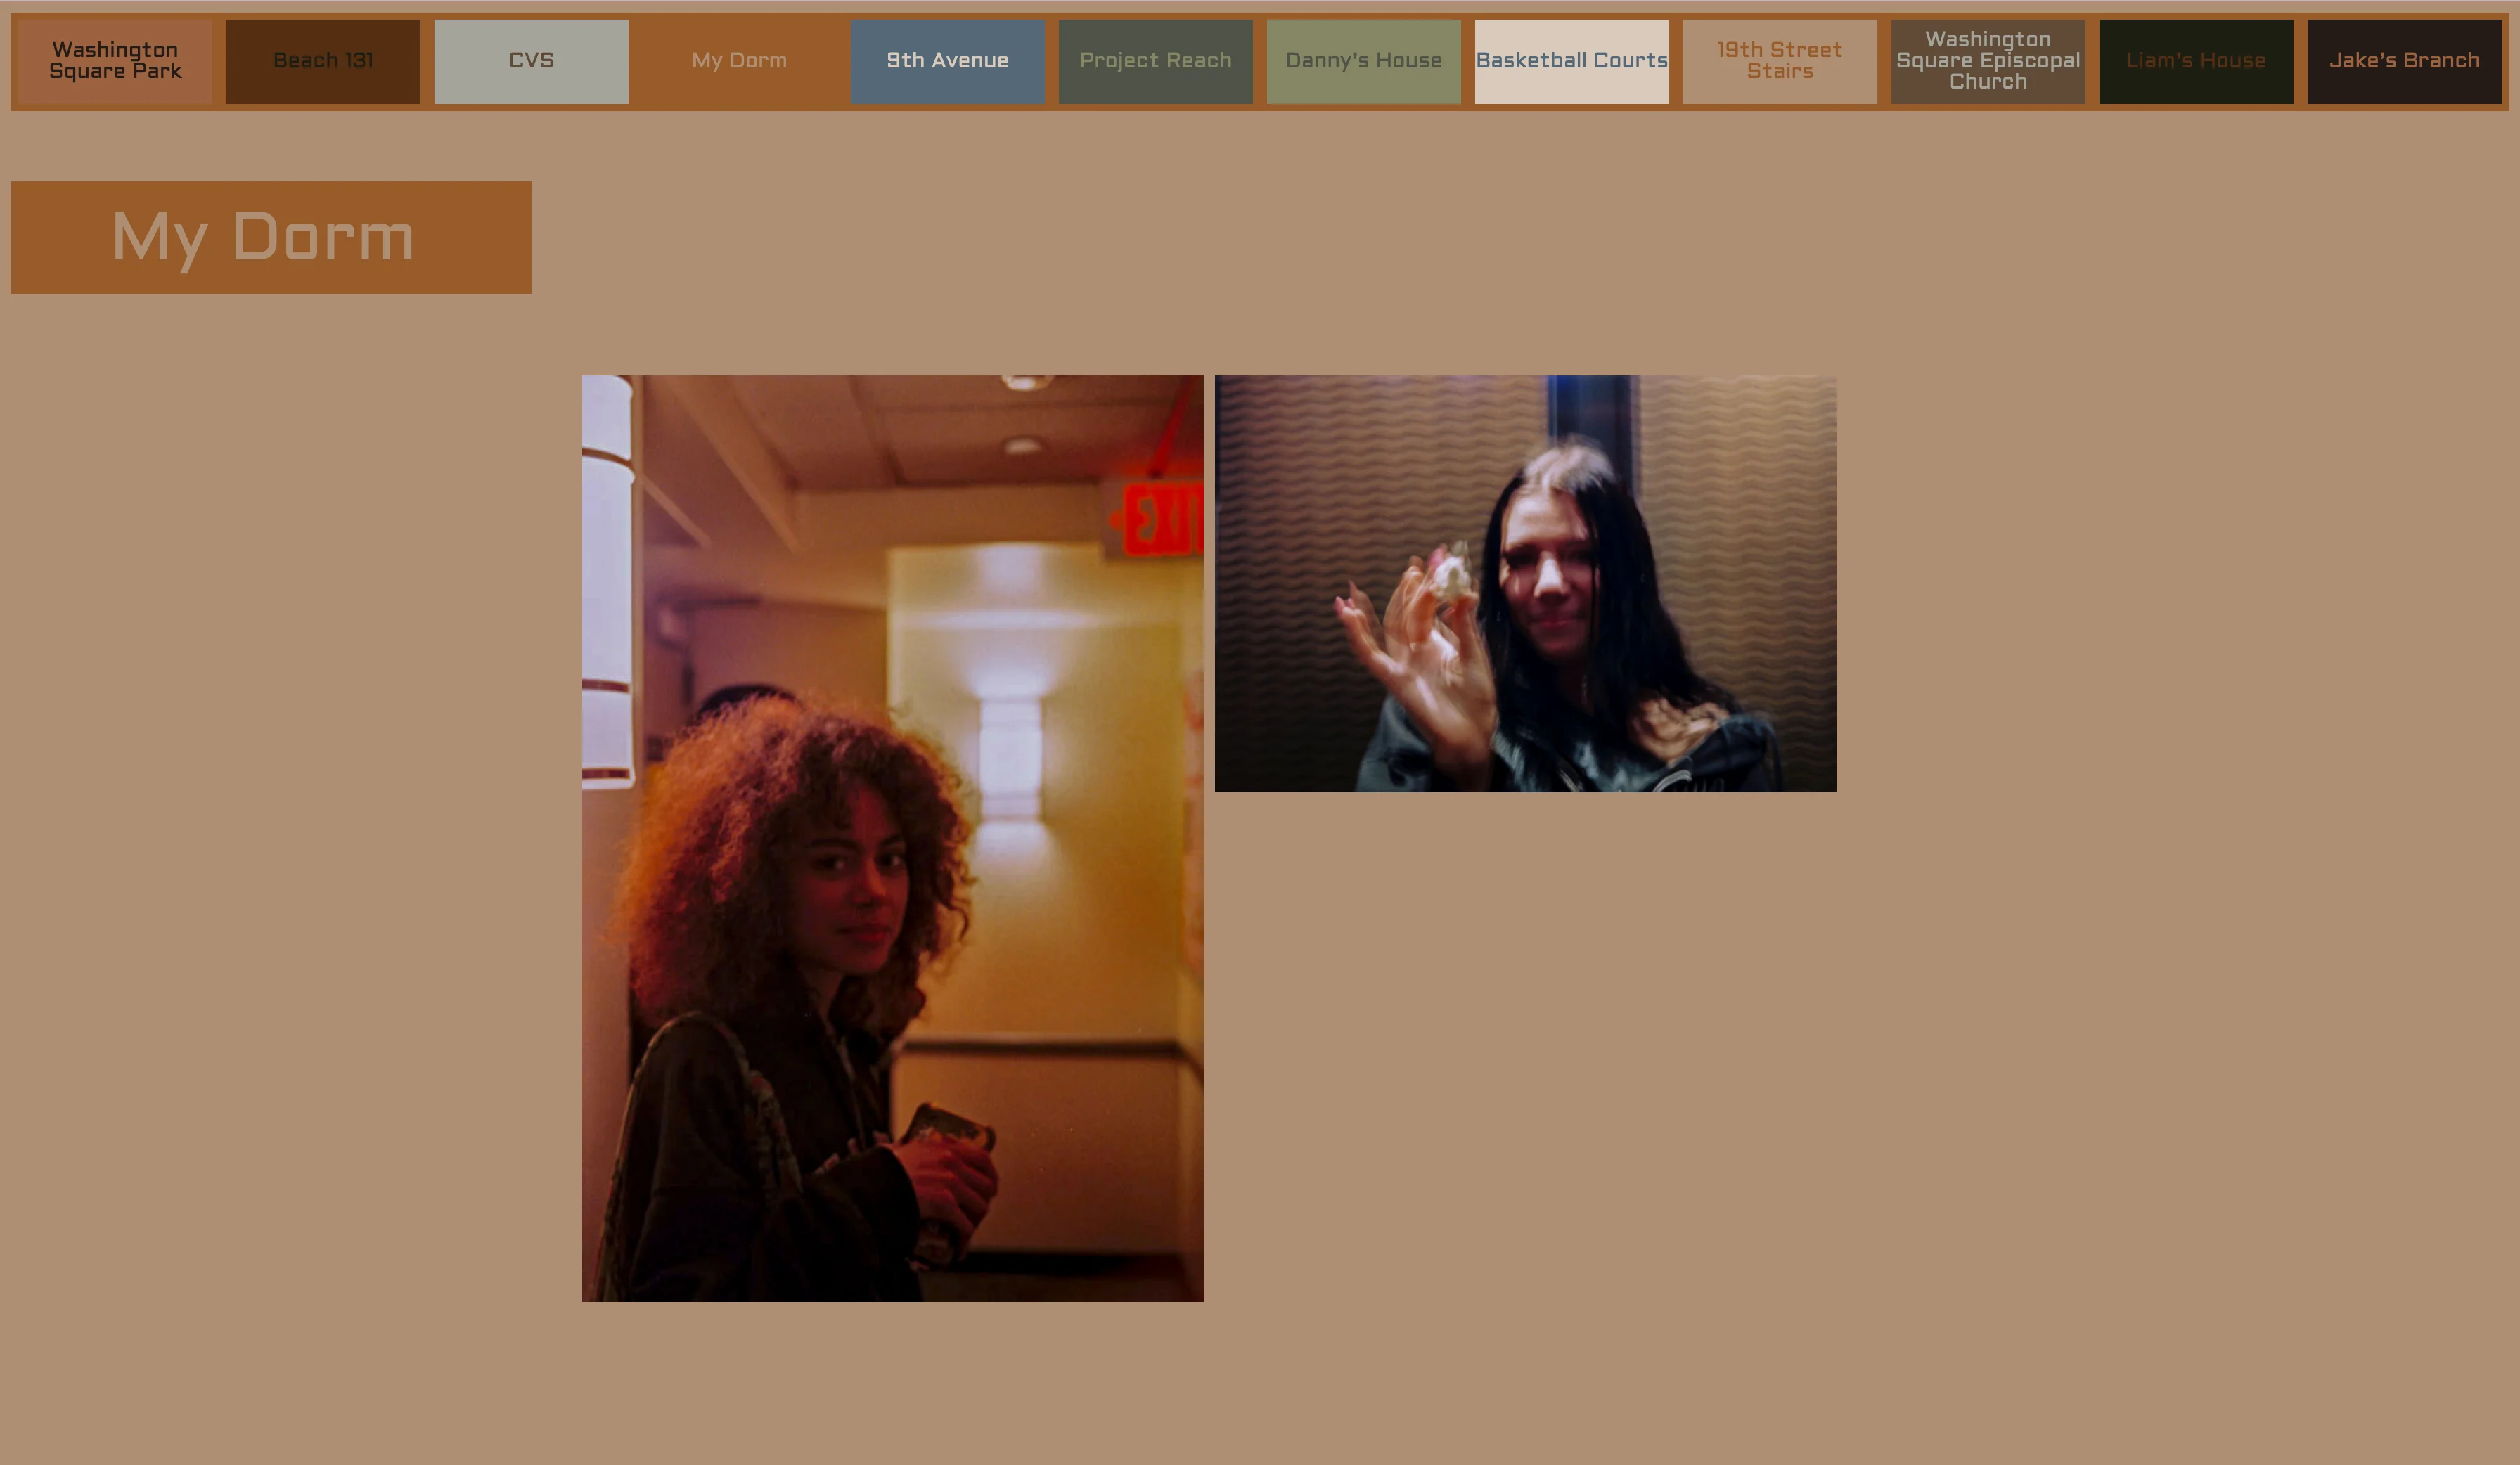 Washington
Square Park
Beach 131
CVS
My Dorm
9th Avenue
Project Reach
Danny's House
Basketball Courts
19th Street
Stairs
Washington
Square Episcopal
Church
Liam's House
Jake's Branch
My Dorm
EXIT